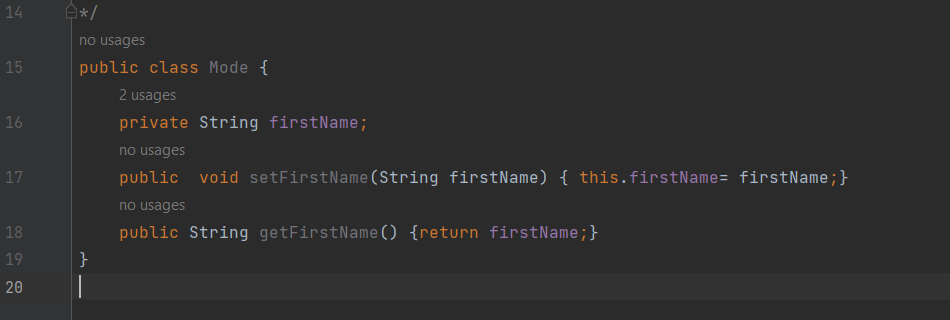 14 */
no usages
15 public class Mode {
2 usages
16 private String firstName;
no usages
17 public  void setFirstName(String firstName) { this.firstName= firstName;}
no usages
18 public String getFirstName() {return firstName;}
19 }
20